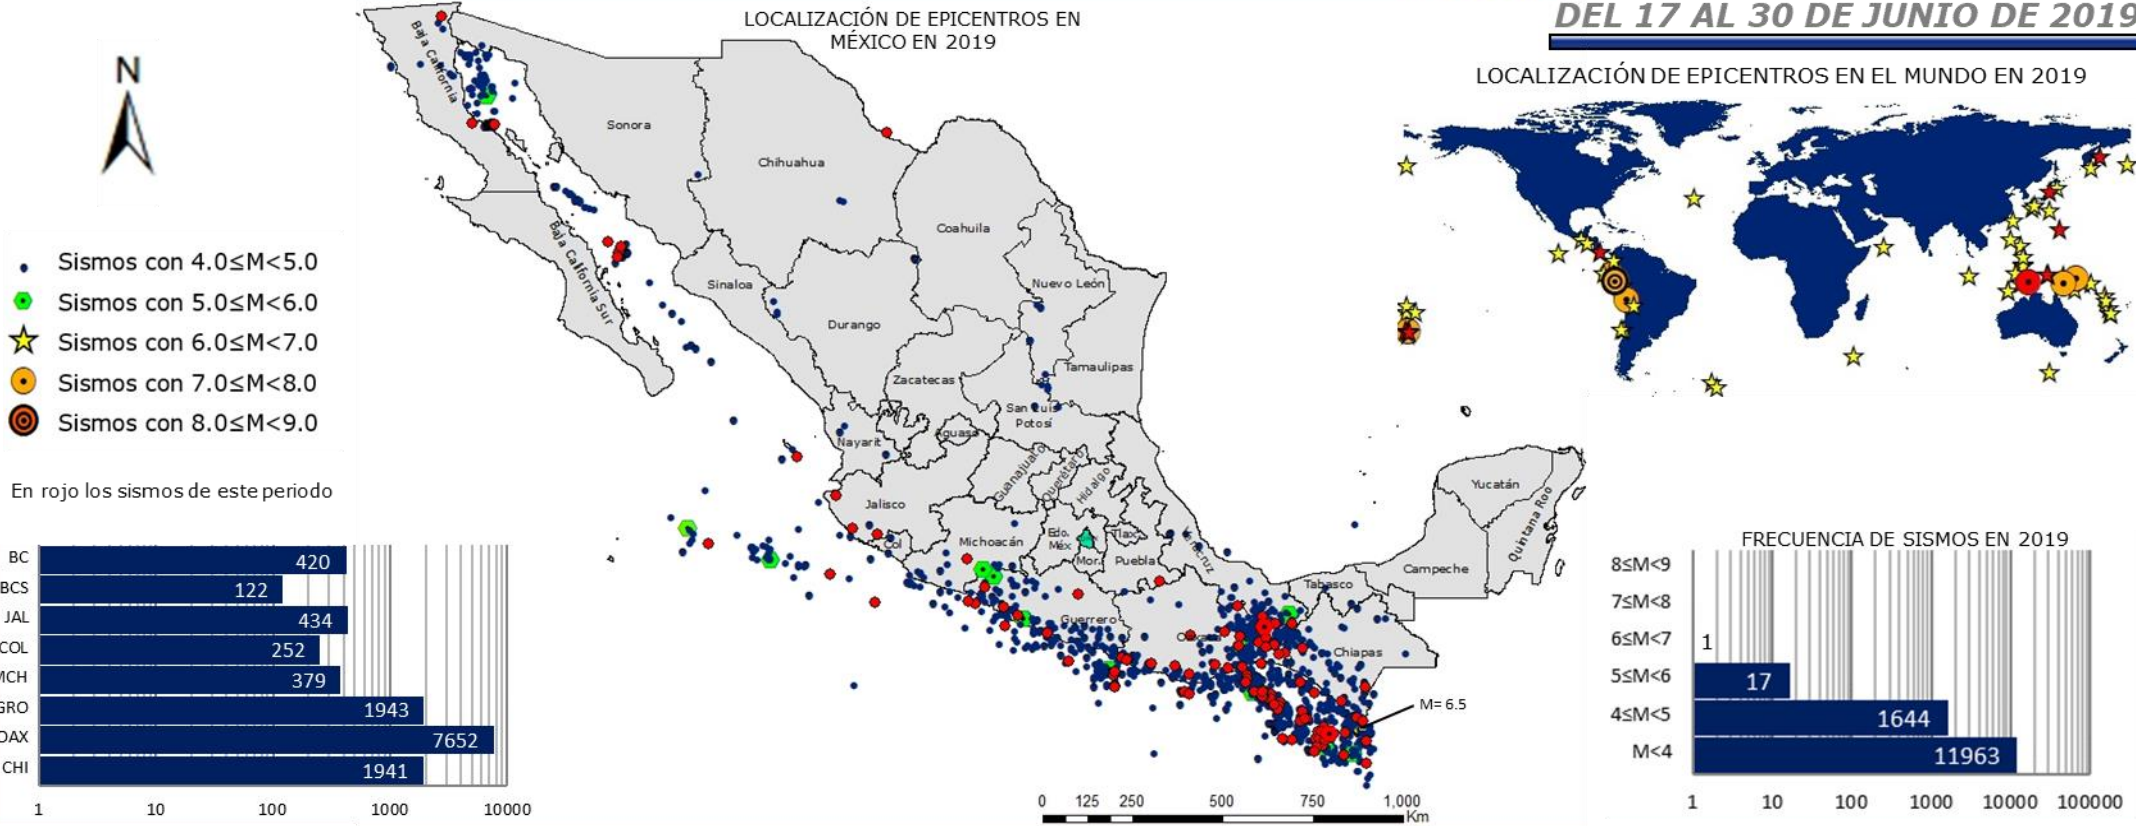 LOCALIZACIÓN DE EPICENTROS EN
MÉXICO EN 2019
DEL 17 AL 30 DE JUNIO DE 2019
LOCALIZACIÓN DE EPICENTROS EN EL MUNDO EN 2019
N
Sismos con 4.0≤M<5.0
Sismos con 5.0≤M<6.0
Sismos con 6.0≤M<7.0
Sismos con 7.0≤M<8.0
Sismos con 8.0≤M<9.0
En rojo los sismos de este periodo
BC 420
BCS 122
JAL 434
COL 252
MCH 379
GRO 1943
OAX 7652
CHI 1941
1 10 100 1000 10000
Baja California
Sonora
Chihuahua
Coahuila
Baja California Sur
Sinaloa
Nuevo León
Durango
Tamaulipas
Zacatecas
San Luis
Potosí
Nayarit
Aguasc
Guanajuato
Querétaro
Hidalgo
Jalisco
Yucatán
Quintana Roo
Col
Michoacán
Edo.
Méx
Tlax
Veracruz
Mor.
Puebla
Campeche
Tabasco
Guerrero
Oaxaca
Chiapas
M= 6.5
0 125 250 500 750 1,000
Km
FRECUENCIA DE SISMOS EN 2019
8≤M<9
7≤M<8
6≤M<7 1
5≤M<6 17
4≤M<5 1644
M<4 11963
1 10 100 1000 10000 100000